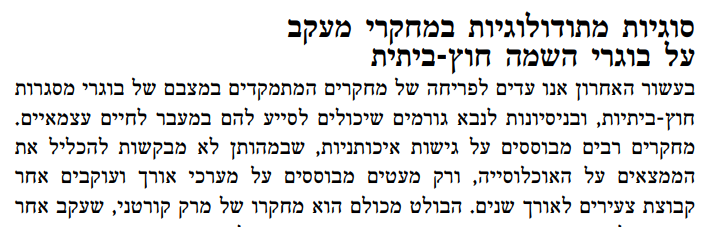 סוגיות מתודולוגיות במחקרי מעקב
על בוגרי השמה חוץ-ביתית
בעשור האחרון אנו עדים לפריחה של מחקרים המתמקדים במצבם של בוגרי מסגרות
חוץ-ביתיות, ובניסיונות לנבא גורמים שיכולים לסייע להם במעבר לחיים עצמאיים.
מחקרים רבים מבוססים על גישות איכותניות, שבמהותן לא מבקשות להכליל את
הממצאים על האוכלוסייה, ורק מעטים מבוססים על מערכי אורך ועוקבים אחר
קבוצת צעירים לאורך שנים. הבולט מכולם הוא מחקרו של מרק קורטני, שעקב אחר